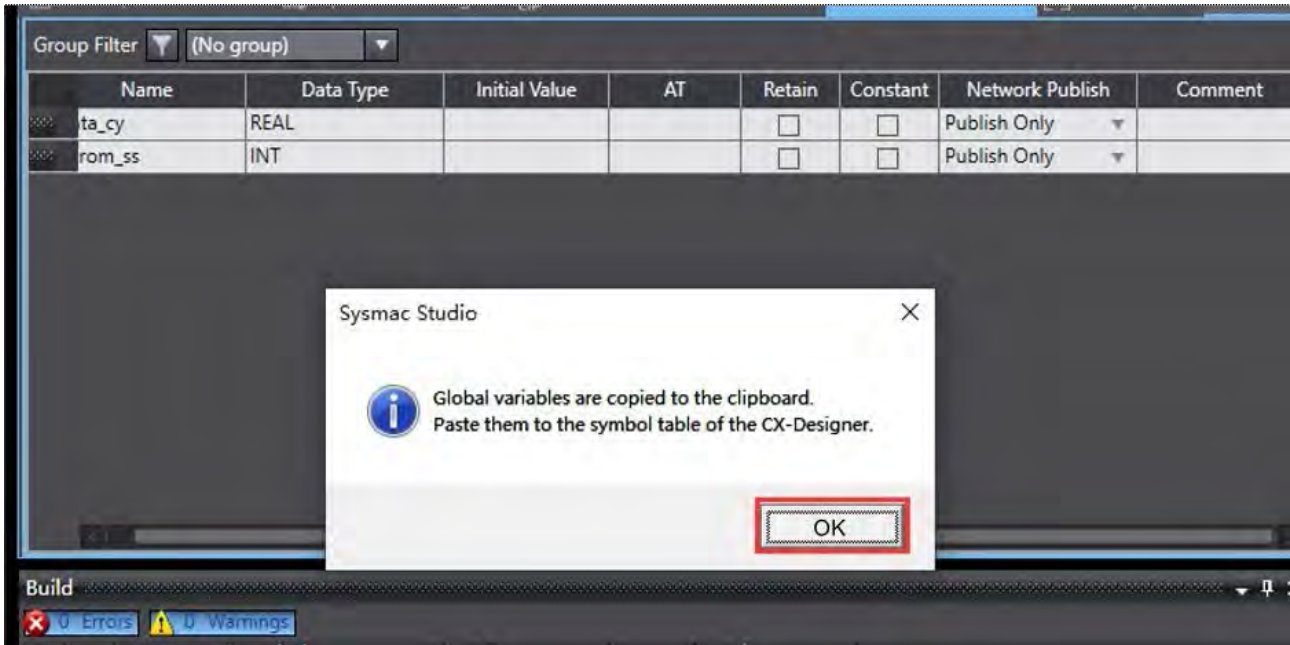 Group Filter (No group)
Name Data Type Initial Value AT Retain Constant Network Publish Comment
ta_cy REAL Publish Only
rom_ss INT Publish Only
Sysmac Studio
Global variables are copied to the clipboard.
Paste them to the symbol table of the CX-Designer.
OK
Build
0 Errors 0 Warnings